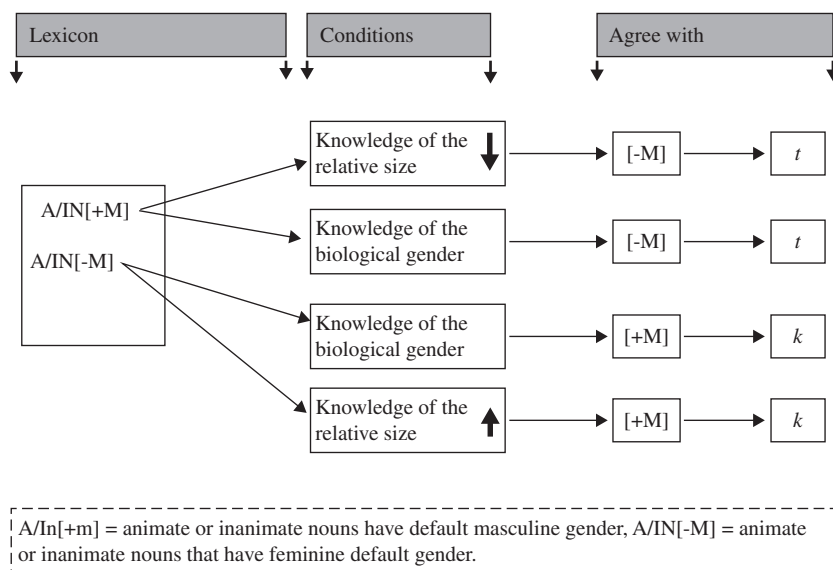 Lexicon
Conditions
Agree with
Knowledge of the
relative size
[-M]
t
A/IN[+M]
Knowledge of the
biological gender
[-M]
t
A/IN[-M]
Knowledge of the
biological gender
[+M]
k
Knowledge of the
relative size
[+M]
k
A/In[+m] = animate or inanimate nouns have default masculine gender, A/IN[-M] = animate
or inanimate nouns that have feminine default gender.